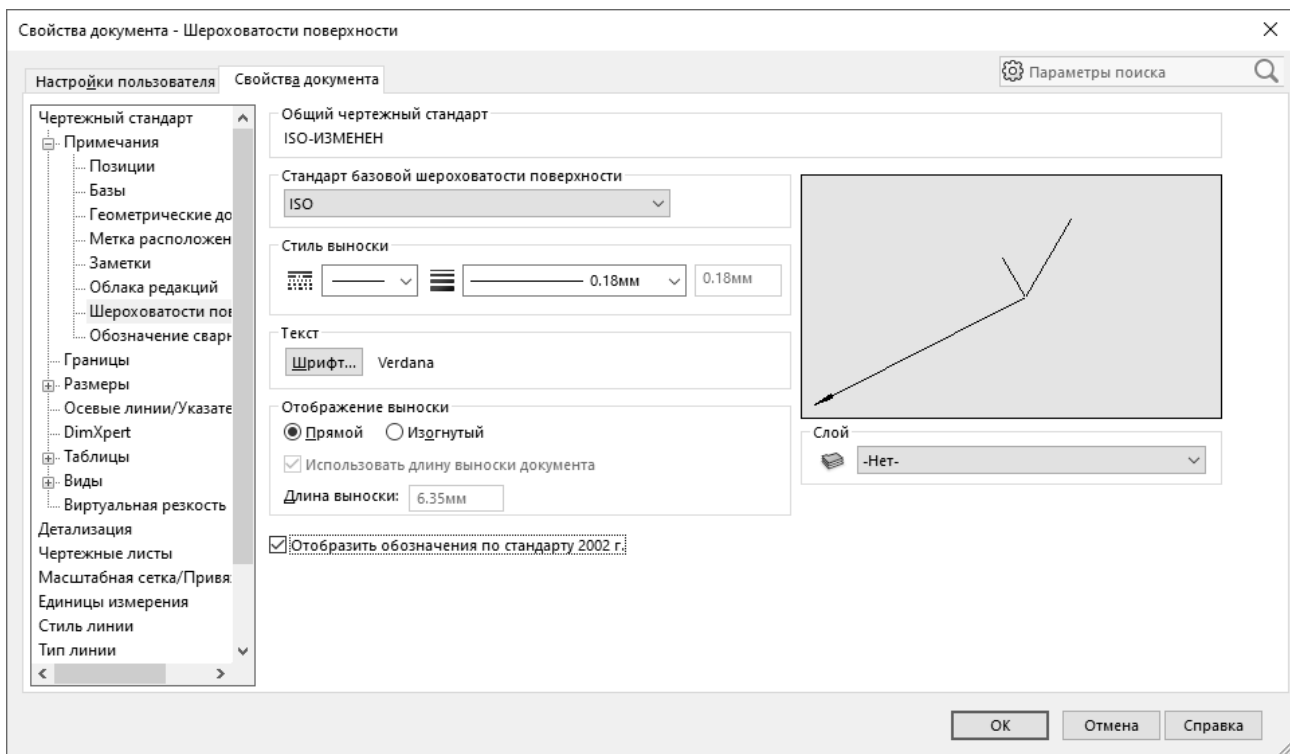 Свойства документа - Шероховатости поверхности
Настройки пользователя
Свойства документа
Параметры поиска
Чертежный стандарт
Примечания
Позиции
Базы
Геометрические до
Метка расположен
Заметки
Облака редакций
Шероховатости пов
Обозначение сварн
Границы
Размеры
Осевые линии/Указате
DimXpert
Таблицы
Виды
Виртуальная резкость
Детализация
Чертежные листы
Масштабная сетка/Привя
Единицы измерения
Стиль линии
Тип линии
Общий чертежный стандарт
ISO-ИЗМЕНЕН
Стандарт базовой шероховатости поверхности
ISO
Стиль выноски
0.18мм
0.18мм
Текст
Шрифт...
Verdana
Отображение выноски
Прямой
Изогнутый
Использовать длину выноски документа
Длина выноски:
6.35мм
Отобразить обозначения по стандарту 2002 г.
Слой
-Нет-
OK
Отмена
Справка